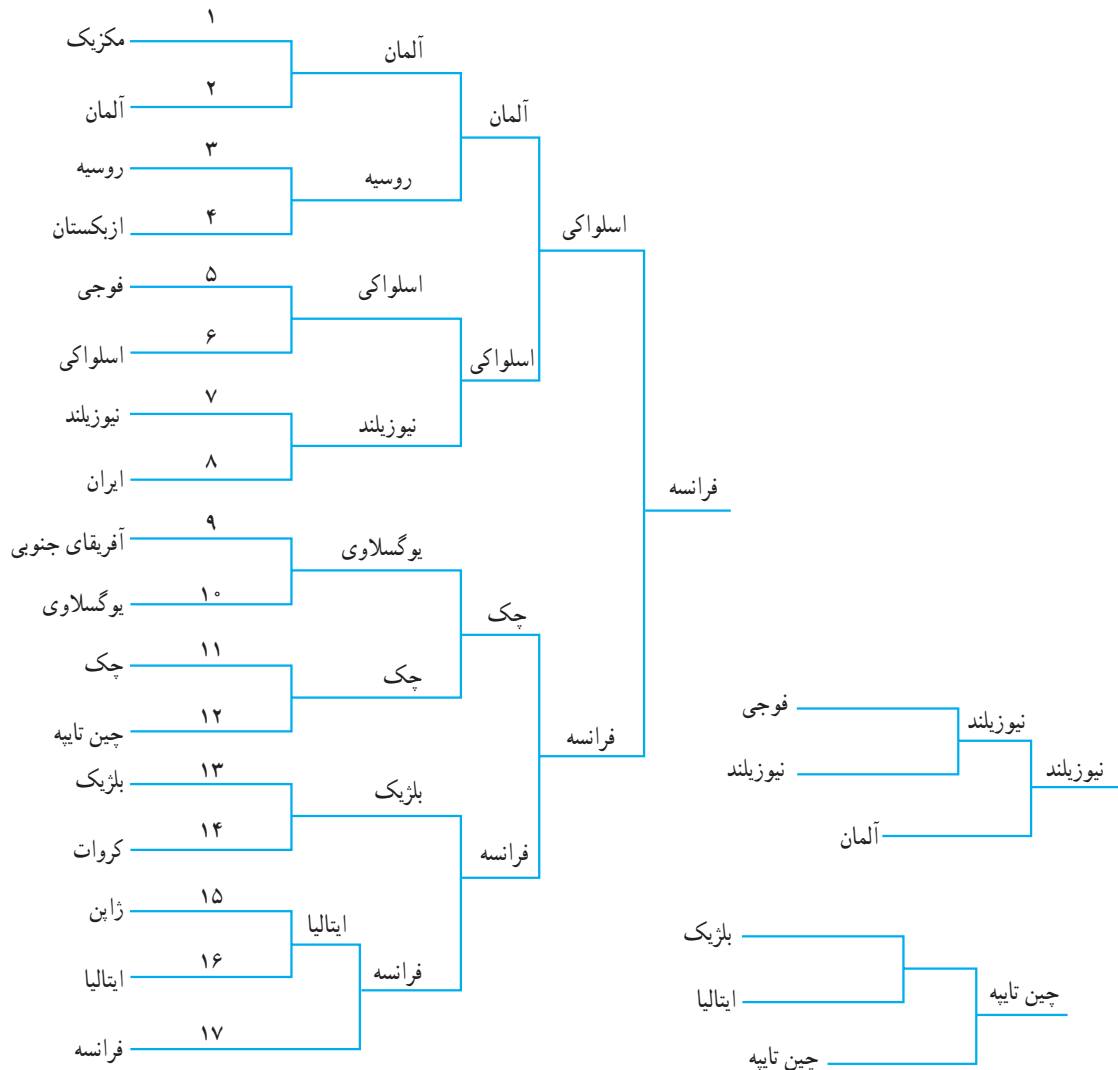 ۱
مکزیک
آلمان
۲
آلمان
آلمان
۳
روسیه
روسیه
۴
ازبکستان
اسلواکی
۵
فوجی
اسلواکی
۶
اسلواکی
اسلواکی
۷
نیوزیلند
نیوزیلند
۸
ایران
فرانسه
۹
آفریقای جنوبی
یوگسلاوی
۱۰
یوگسلاوی
چک
۱۱
چک
چک
۱۲
چین تایپه
فرانسه
۱۳
بلژیک
بلژیک
۱۴
کروات
فرانسه
۱۵
ژاپن
ایتالیا
۱۶
ایتالیا
فرانسه
۱۷
فرانسه
فوجی
نیوزیلند
نیوزیلند
نیوزیلند
آلمان
بلژیک
ایتالیا
چین تایپه
چین تایپه